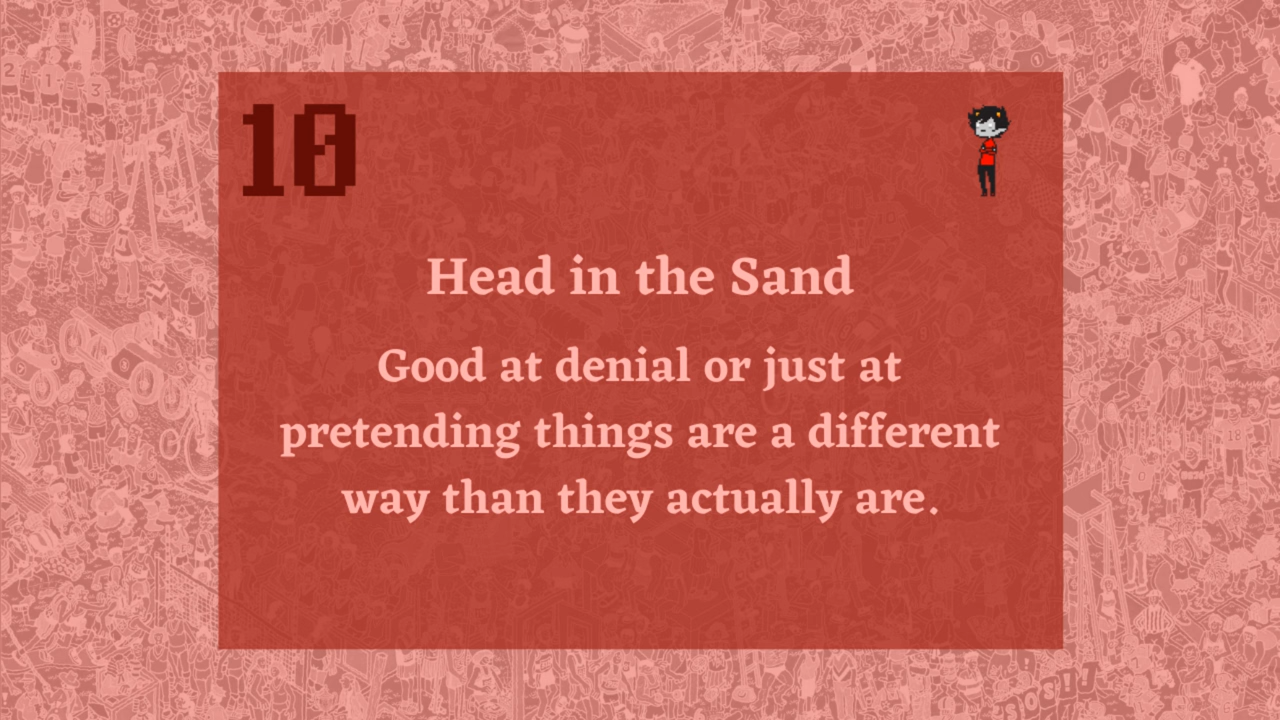 10
Head in the Sand
Good at denial or just at
pretending things are a different
way than they actually are.